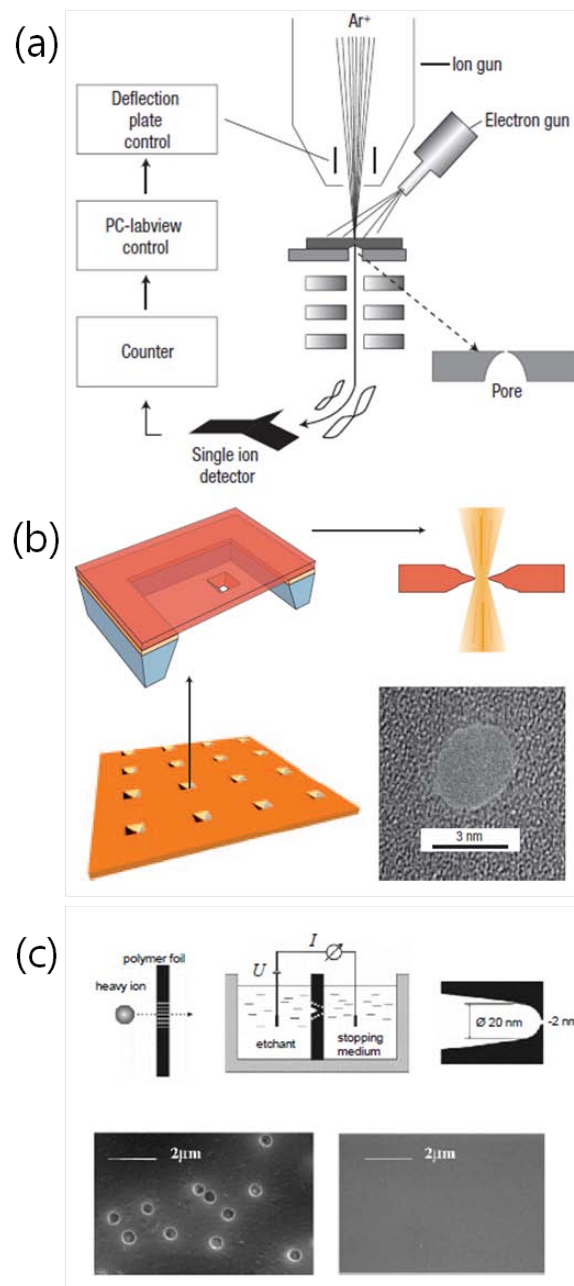 (a)
Ar+
Ion gun
Deflection
plate
control
Electron gun
PC-labview
control
Counter
Pore
Single ion
detector
(b)
3 nm
(c)
polymer foil
heavy ion
I
U
etchant
stopping
medium
Ø 20 nm
~2 nm
2μm
2μm